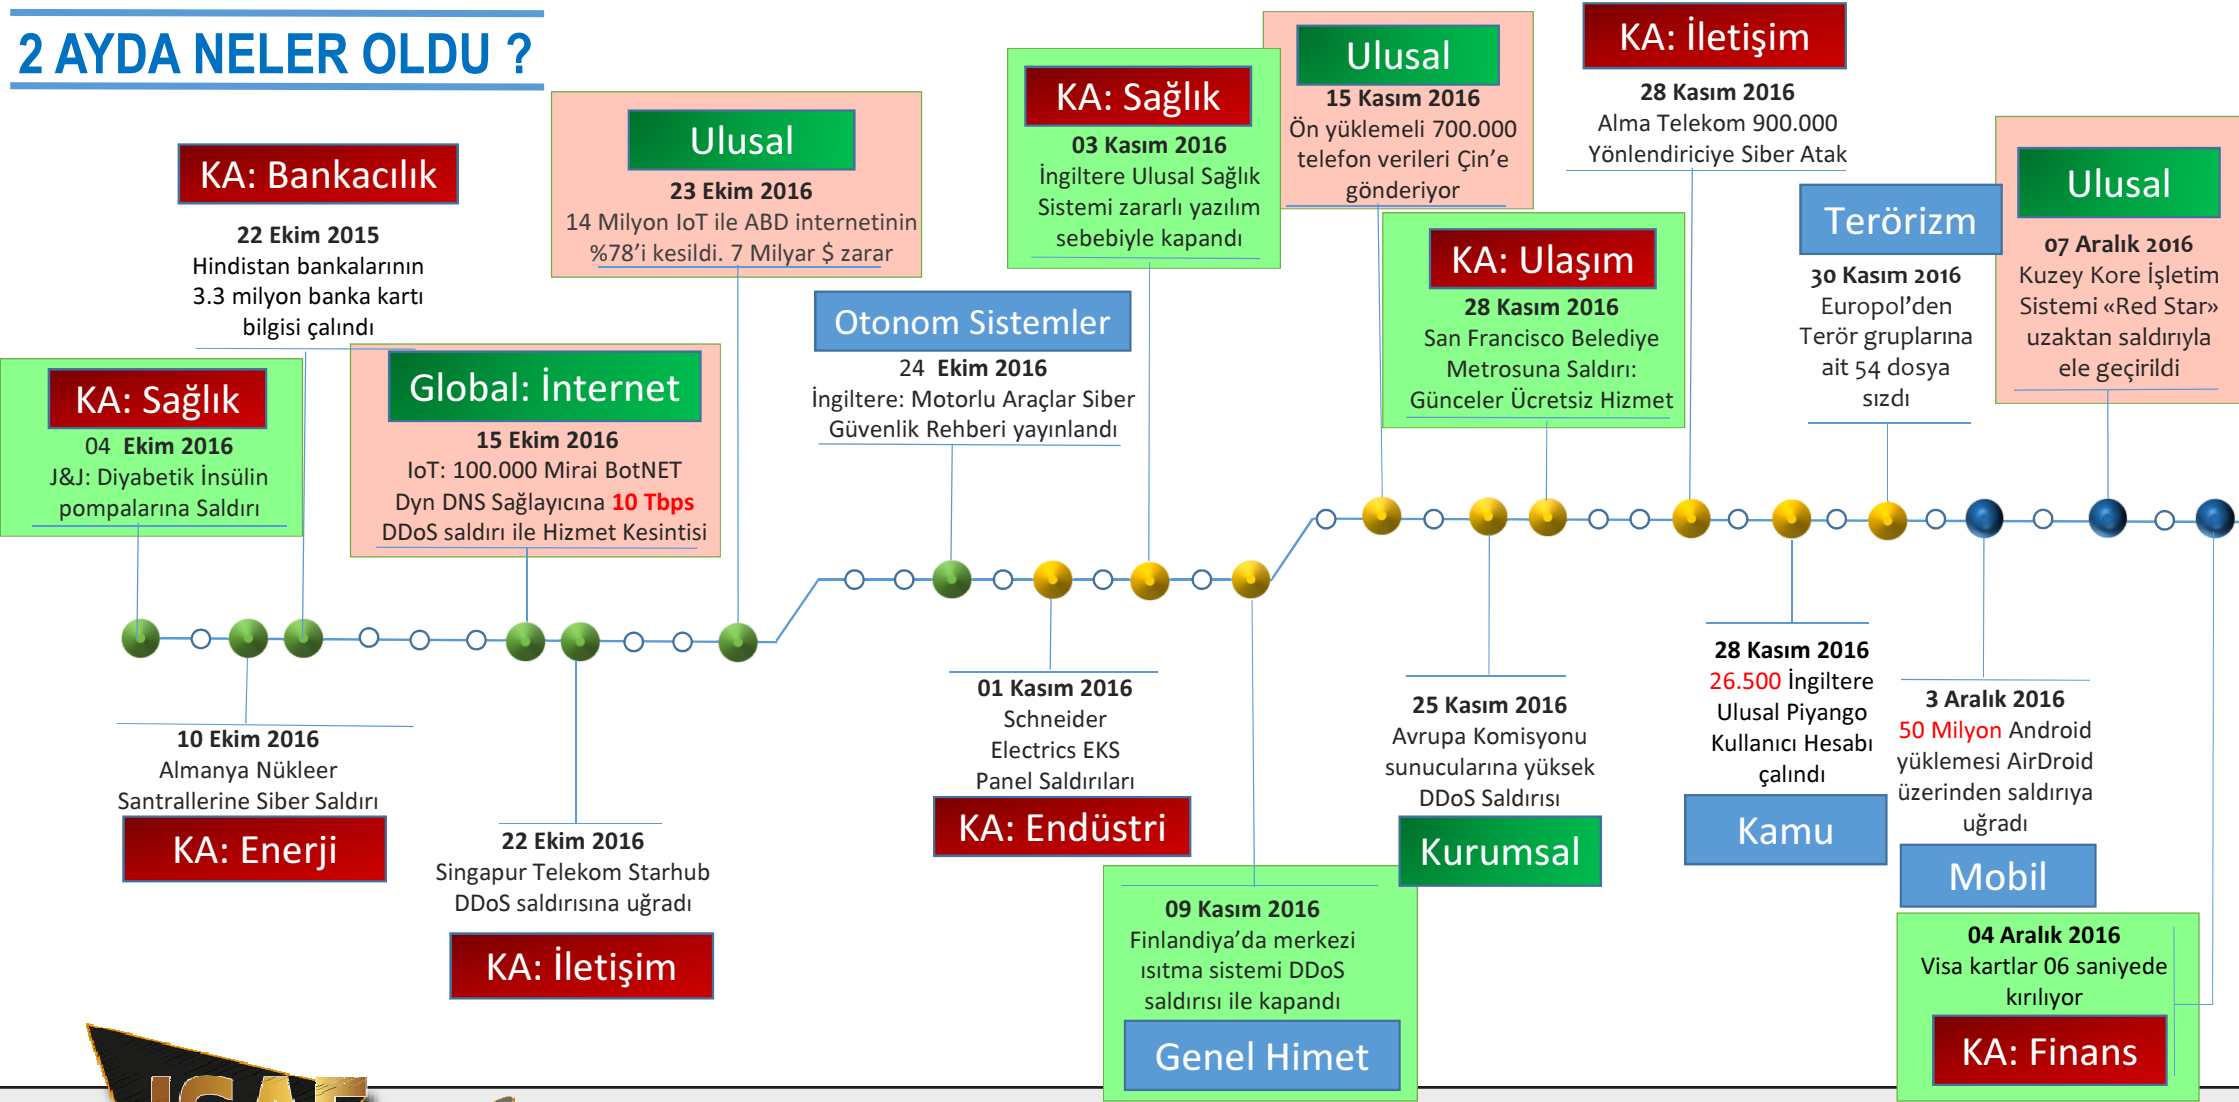 2 AYDA NELER OLDU ?
KA: Sağlık
04 Ekim 2016
J&J: Diyabetik İnsülin
pompalarına Saldırı
KA: Bankacılık
22 Ekim 2015
Hindistan bankalarının
3.3 milyon banka kartı
bilgisi çalındı
Global: İnternet
15 Ekim 2016
IoT: 100.000 Mirai BotNET
Dyn DNS Sağlayıcına 10 Tbps
DDoS saldırı ile Hizmet Kesintisi
Ulusal
23 Ekim 2016
14 Milyon IoT ile ABD internetinin
%78’i kesildi. 7 Milyar $ zarar
Otonom Sistemler
24 Ekim 2016
İngiltere: Motorlu Araçlar Siber
Güvenlik Rehberi yayınlandı
KA: Sağlık
03 Kasım 2016
İngiltere Ulusal Sağlık
Sistemi zararlı yazılım
sebebiyle kapandı
Ulusal
15 Kasım 2016
Ön yüklemeli 700.000
telefon verileri Çin’e
gönderiyor
KA: Ulaşım
28 Kasım 2016
San Francisco Belediye
Metrosuna Saldırı:
Günceler Ücretsiz Hizmet
KA: İletişim
28 Kasım 2016
Alma Telekom 900.000
Yönlendiriciye Siber Atak
Terörizm
30 Kasım 2016
Europol’den
Terör gruplarına
ait 54 dosya
sızdı
Ulusal
07 Aralık 2016
Kuzey Kore İşletim
Sistemi «Red Star»
uzaktan saldırıyla
ele geçirildi
10 Ekim 2016
Almanya Nükleer
Santrallerine Siber Saldırı
KA: Enerji
22 Ekim 2016
Singapur Telekom Starhub
DDoS saldırısına uğradı
KA: İletişim
01 Kasım 2016
Schneider
Electrics EKS
Panel Saldırıları
KA: Endüstri
09 Kasım 2016
Finlandiya’da merkezi
ısıtma sistemi DDoS
saldırısı ile kapandı
Genel Himet
25 Kasım 2016
Avrupa Komisyonu
sunucularına yüksek
DDoS Saldırısı
Kurumsal
28 Kasım 2016
26.500 İngiltere
Ulusal Piyango
Kullanıcı Hesabı
çalındı
Kamu
3 Aralık 2016
50 Milyon Android
yüklemesi AirDroid
üzerinden saldırıya
uğradı
Mobil
04 Aralık 2016
Visa kartlar 06 saniyede
kırılıyor
KA: Finans